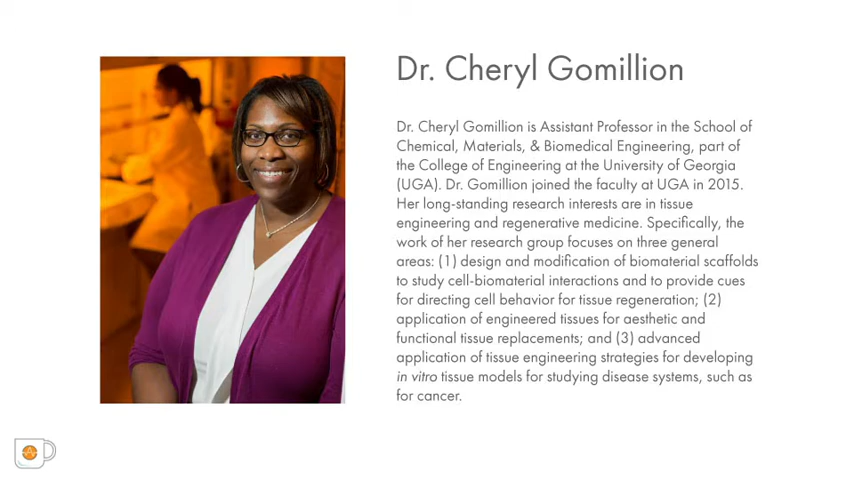 Dr. Cheryl Gomillion
Dr. Cheryl Gomillion is Assistant Professor in the School of
Chemical, Materials, & Biomedical Engineering, part of
the College of Engineering at the University of Georgia
(UGA). Dr. Gomillion joined the faculty at UGA in 2015.
Her long-standing research interests are in tissue
engineering and regenerative medicine. Specifically, the
work of her research group focuses on three general
areas: (1) design and modification of biomaterial scaffolds
to study cell-biomaterial interactions and to provide cues
for directing cell behavior for tissue regeneration; (2)
application of engineered tissues for aesthetic and
functional tissue replacements; and (3) advanced
application of tissue engineering strategies for developing
in vitro tissue models for studying disease systems, such as
for cancer.